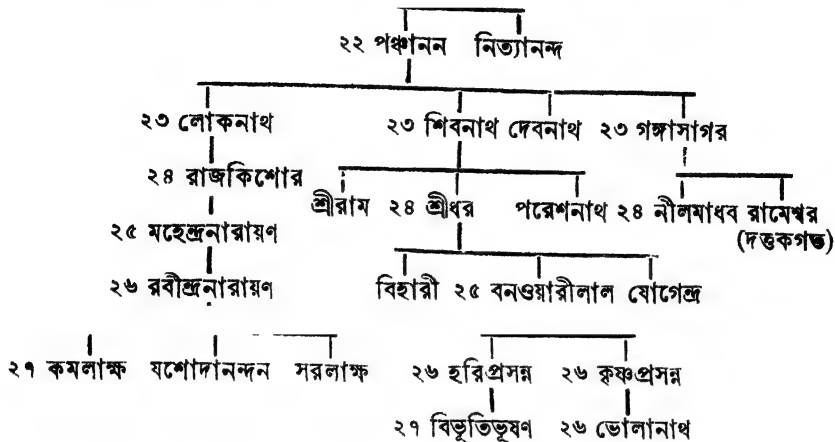 ২২ পঞ্চানন নিত্যানন্দ
২৩ লোকনাথ ২৩ শিবনাথ দেবনাথ ২৩ গঙ্গাসাগর
২৪ রাজকিশোর
শ্রীরাম ২৪ শ্রীধর পরেশনাথ ২৪ নীলমাধব রামেশ্বর
২৫ মহেন্দ্রনারায়ণ (দত্তকগত)
২৬ রবীন্দ্রনারায়ণ বিহারী ২৫ বনওয়ারীলাল যোগেন্দ্র
২৭ কমলাক্ষ যশোদানন্দন সরলাক্ষ ২৬ হরিপ্রসন্ন ২৬ কৃষ্ণপ্রসন্ন
২৭ বিভূতিভূষণ ২৬ ভোলানাথ